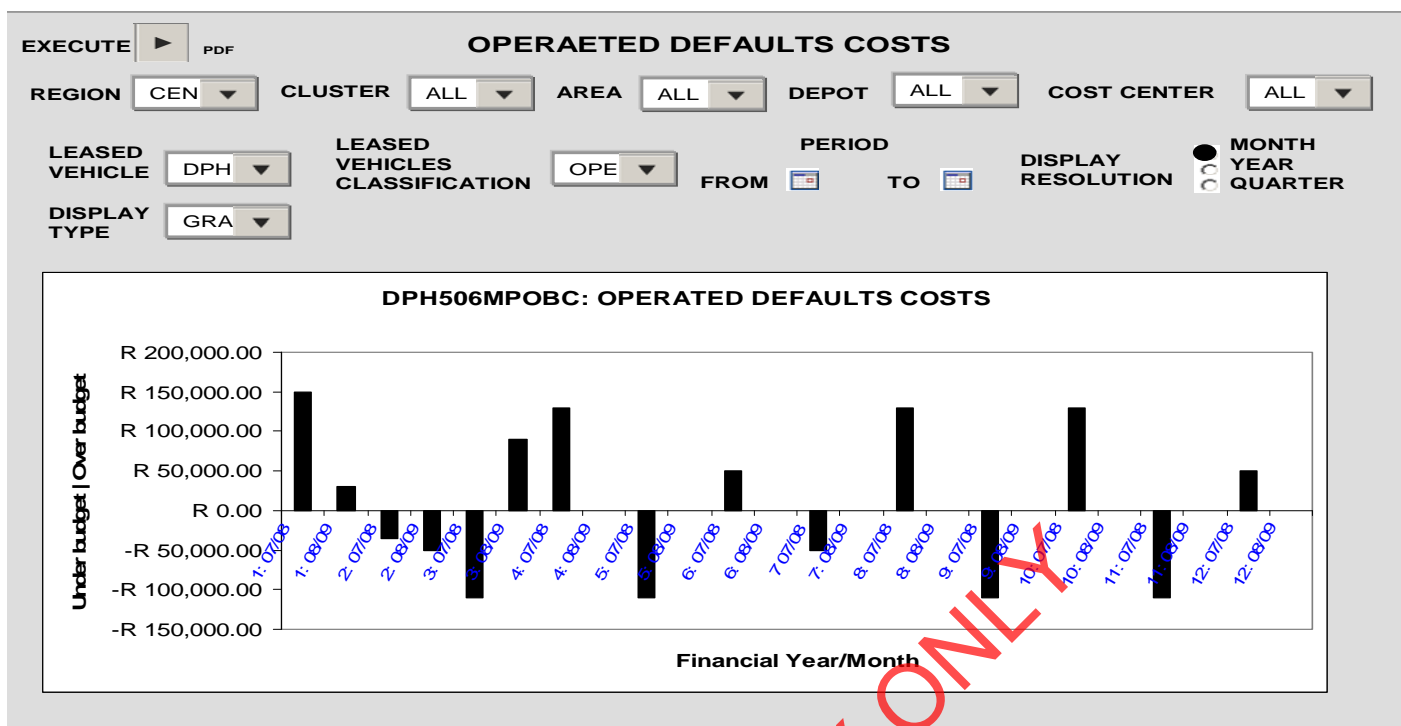 EXECUTE PDF OPERAETED DEFAULTS COSTS
REGION CEN CLUSTER ALL AREA ALL DEPOT ALL COST CENTER ALL
LEASED VEHICLE DPH
LEASED VEHICLES CLASSIFICATION OPE
PERIOD
FROM TO
DISPLAY RESOLUTION
MONTH
YEAR
QUARTER
DISPLAY TYPE GRA
DPH506MPOBC: OPERATED DEFAULTS COSTS
Under budget | Over budget
R 200,000.00
R 150,000.00
R 100,000.00
R 50,000.00
R 0.00
-R 50,000.00
-R 100,000.00
-R 150,000.00
1: 07/08
1: 08/09
2: 07/08
2: 08/09
3: 07/08
3: 08/09
4: 07/08
4: 08/09
5: 07/08
5: 08/09
6: 07/08
6: 08/09
7 07/08
7: 08/09
8: 07/08
8: 08/09
9: 07/08
9: 08/09
10: 07/08
10: 08/09
11: 07/08
11: 08/09
12: 07/08
12: 08/09
Financial Year/Month
ONLY